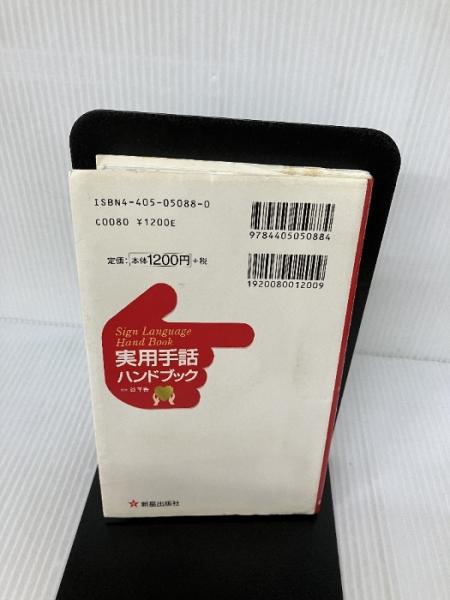 ISBN4-405-05088-0
C0080 ¥1200E
定価:本体1200円+税
9784405050884
1920080012009
Sign Language
Hand Book
実用手話
ハンドブック
新星出版社